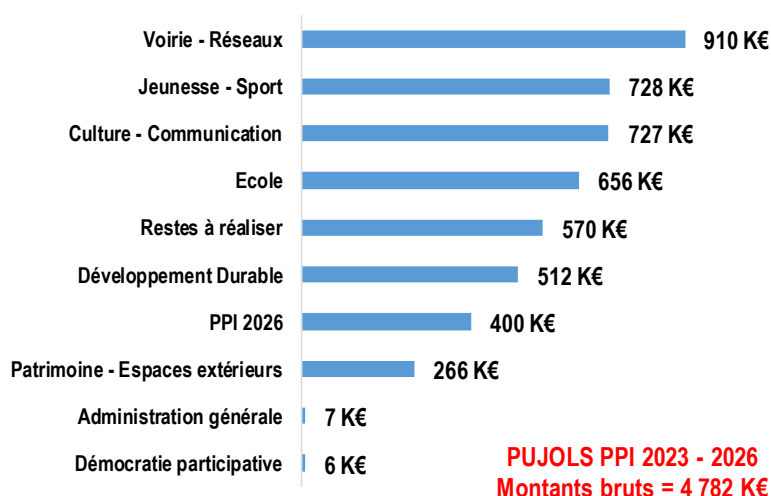 Voirie - Réseaux 910 K€
Jeunesse - Sport 728 K€
Culture - Communication 727 K€
Ecole 656 K€
Restes à réaliser 570 K€
Développement Durable 512 K€
PPI 2026 400 K€
Patrimoine - Espaces extérieurs 266 K€
Administration générale 7 K€
Démocratie participative 6 K€
PUJOLS PPI 2023 - 2026
Montants bruts = 4 782 K€